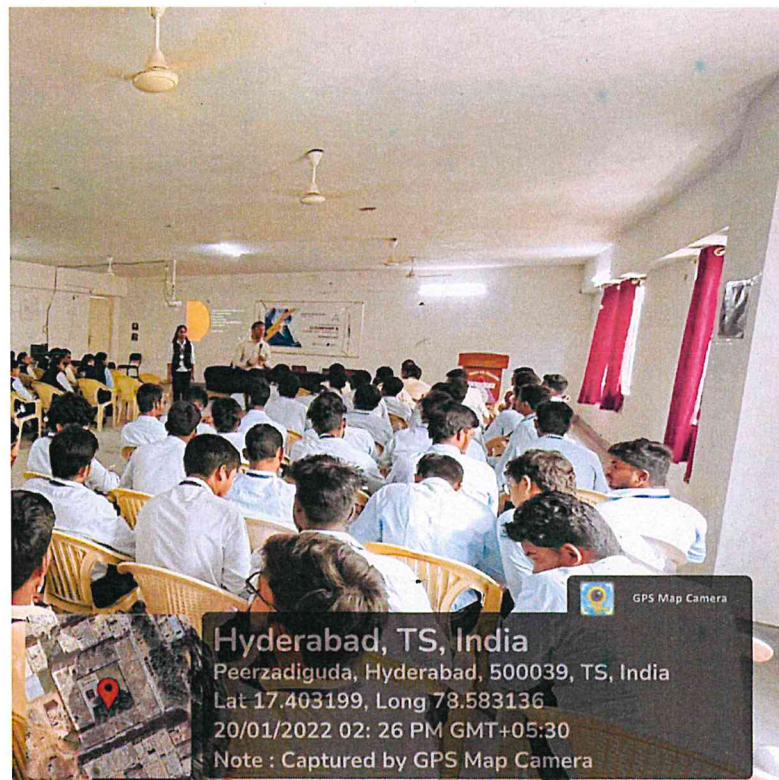 GPS Map Camera
Hyderabad, TS, India
Peerzadiguda, Hyderabad, 500039, TS, India
Lat 17.403199, Long 78.583136
20/01/2022 02: 26 PM GMT+05:30
Note : Captured by GPS Map Camera